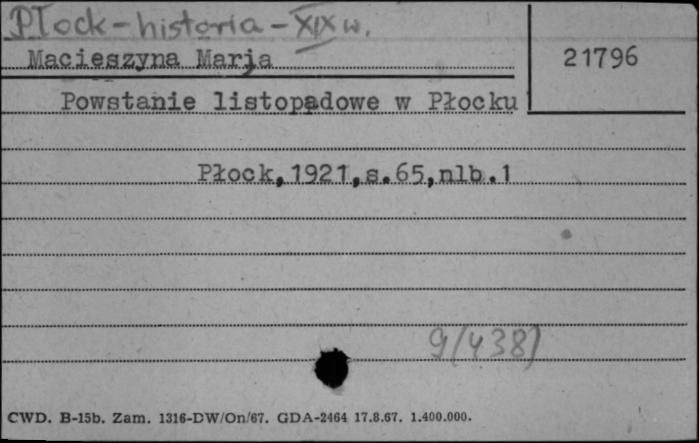 Płock - historia - XIX w.
Macieszyna Marja
21796
Powstanie listopadowe w Płocku
Płock, 1921, s. 65, nlb. 1
9/438/
CWD. B-15b. Zam. 1316-DW/On/67. GDA-2464 17.8.67. 1.400.000.